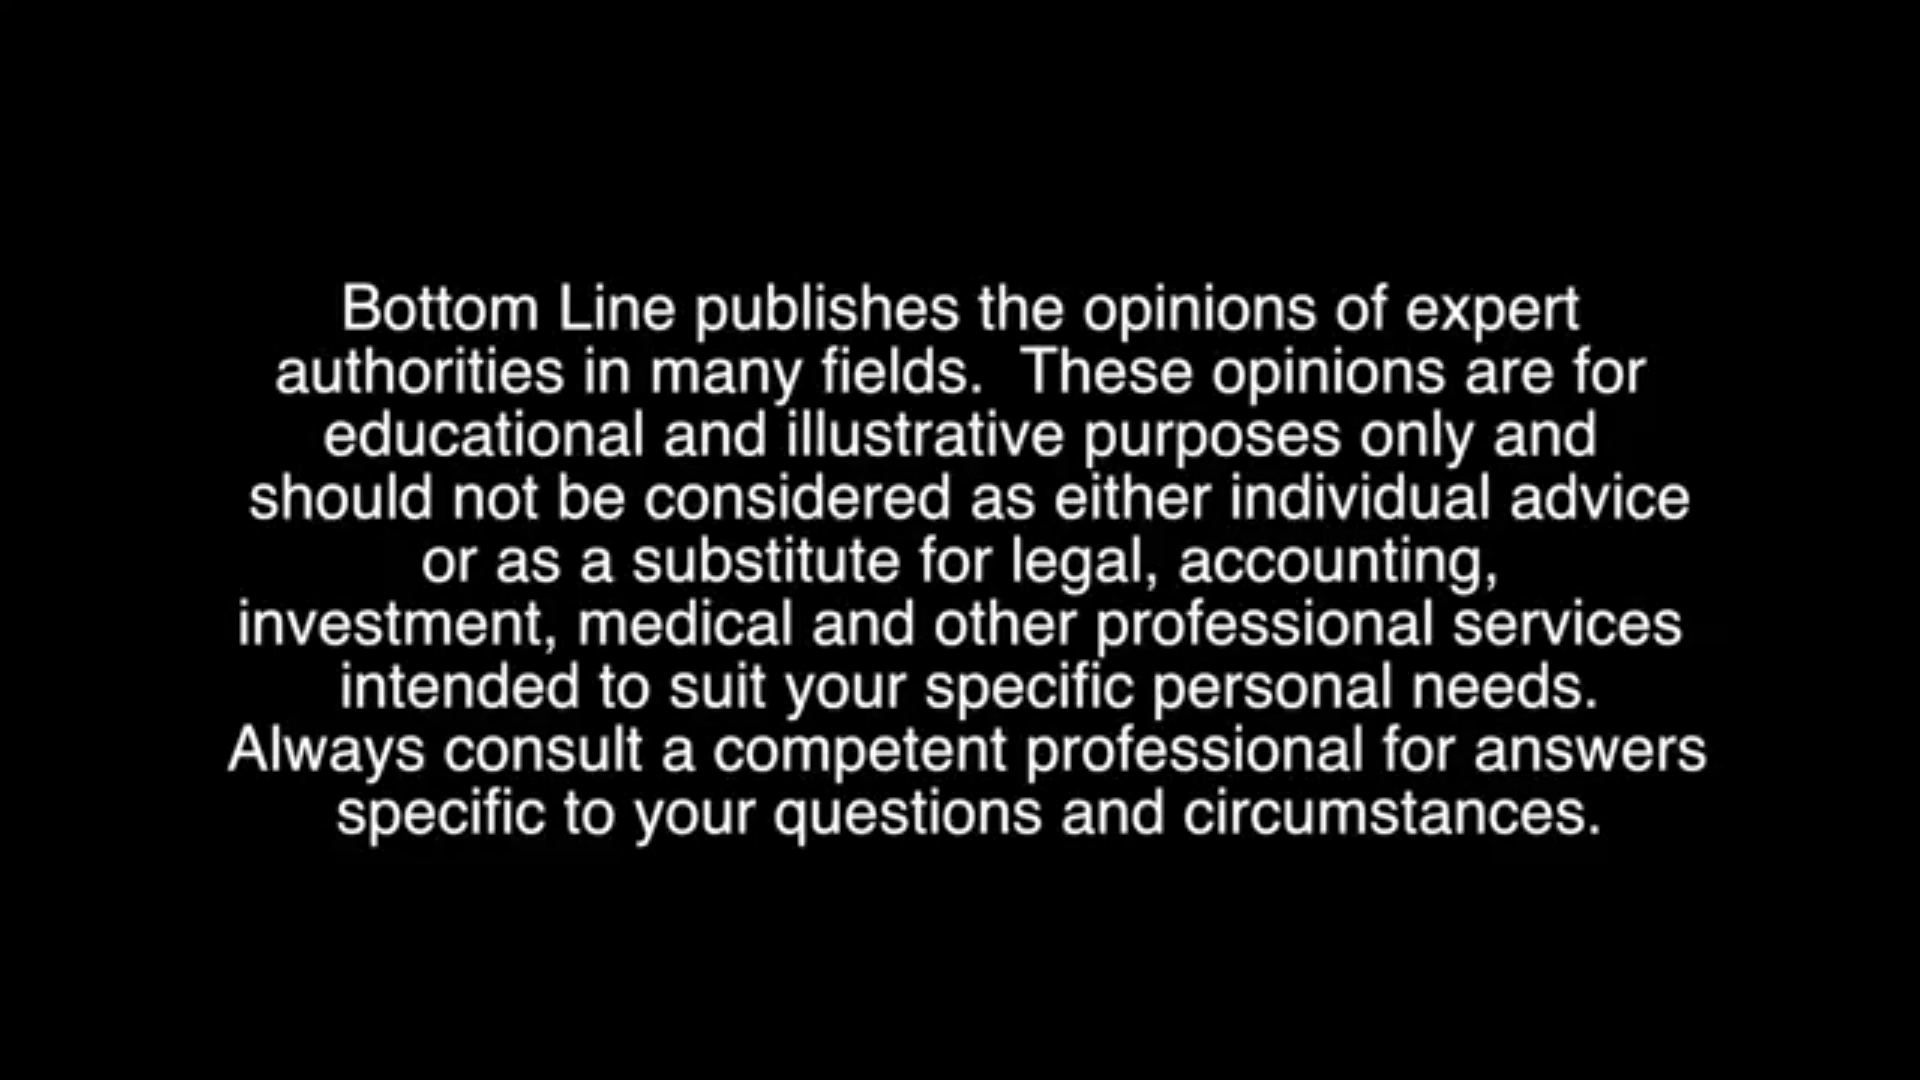 Bottom Line publishes the opinions of expert
authorities in many fields.  These opinions are for
educational and illustrative purposes only and
should not be considered as either individual advice
or as a substitute for legal, accounting,
investment, medical and other professional services
intended to suit your specific personal needs.
Always consult a competent professional for answers
specific to your questions and circumstances.